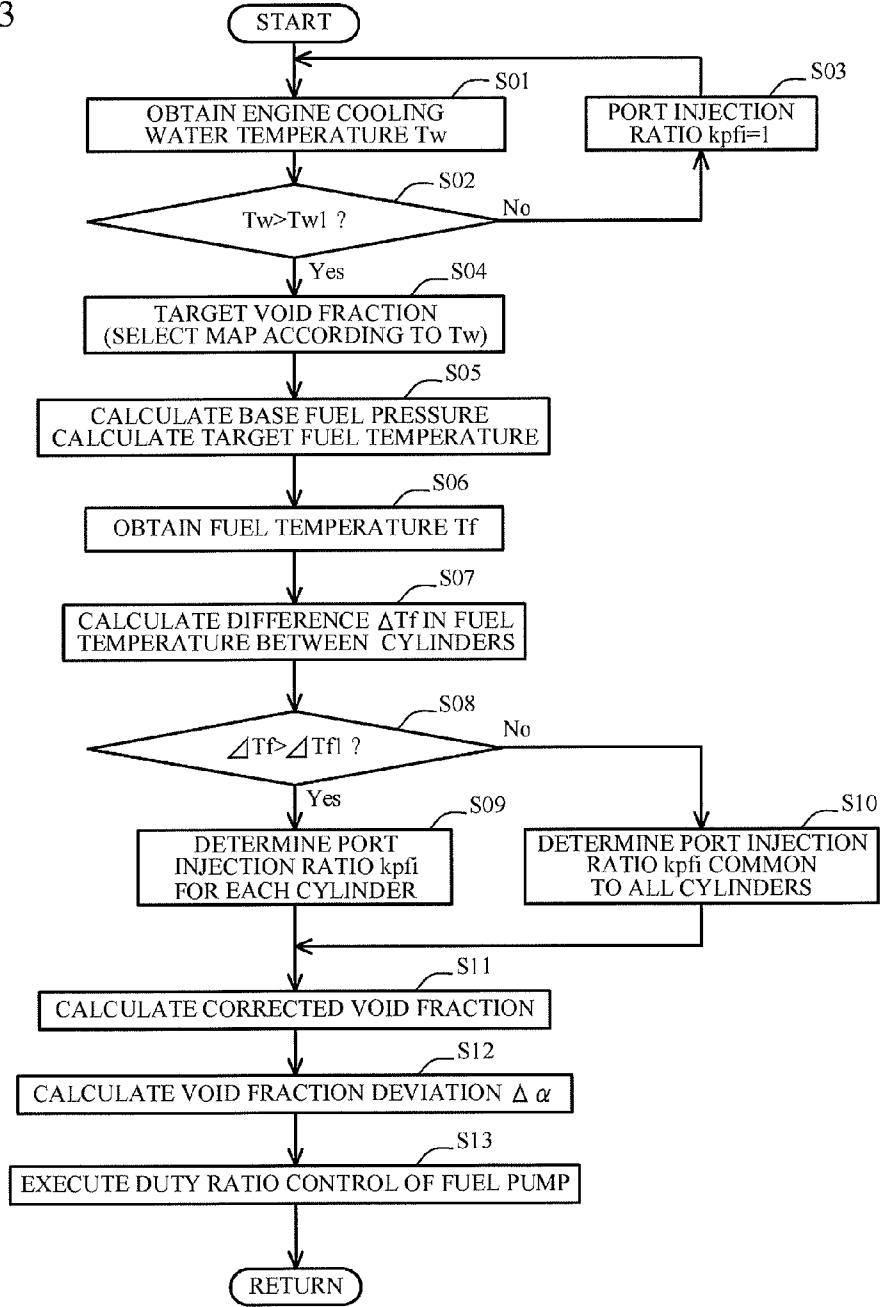 3
START
S01
OBTAIN ENGINE COOLING
WATER TEMPERATURE Tw
S03
PORT INJECTION
RATIO kpfi=1
S02
Tw>Tw1 ?
No
Yes
S04
TARGET VOID FRACTION
(SELECT MAP ACCORDING TO Tw)
S05
CALCULATE BASE FUEL PRESSURE
CALCULATE TARGET FUEL TEMPERATURE
S06
OBTAIN FUEL TEMPERATURE Tf
S07
CALCULATE DIFFERENCE ΔTf IN FUEL
TEMPERATURE BETWEEN CYLINDERS
S08
⊿Tf>⊿Tf1 ?
No
Yes
S09
DETERMINE PORT
INJECTION RATIO kpfi
FOR EACH CYLINDER
S10
DETERMINE PORT INJECTION
RATIO kpfi COMMON
TO ALL CYLINDERS
S11
CALCULATE CORRECTED VOID FRACTION
S12
CALCULATE VOID FRACTION DEVIATION Δ α
S13
EXECUTE DUTY RATIO CONTROL OF FUEL PUMP
RETURN